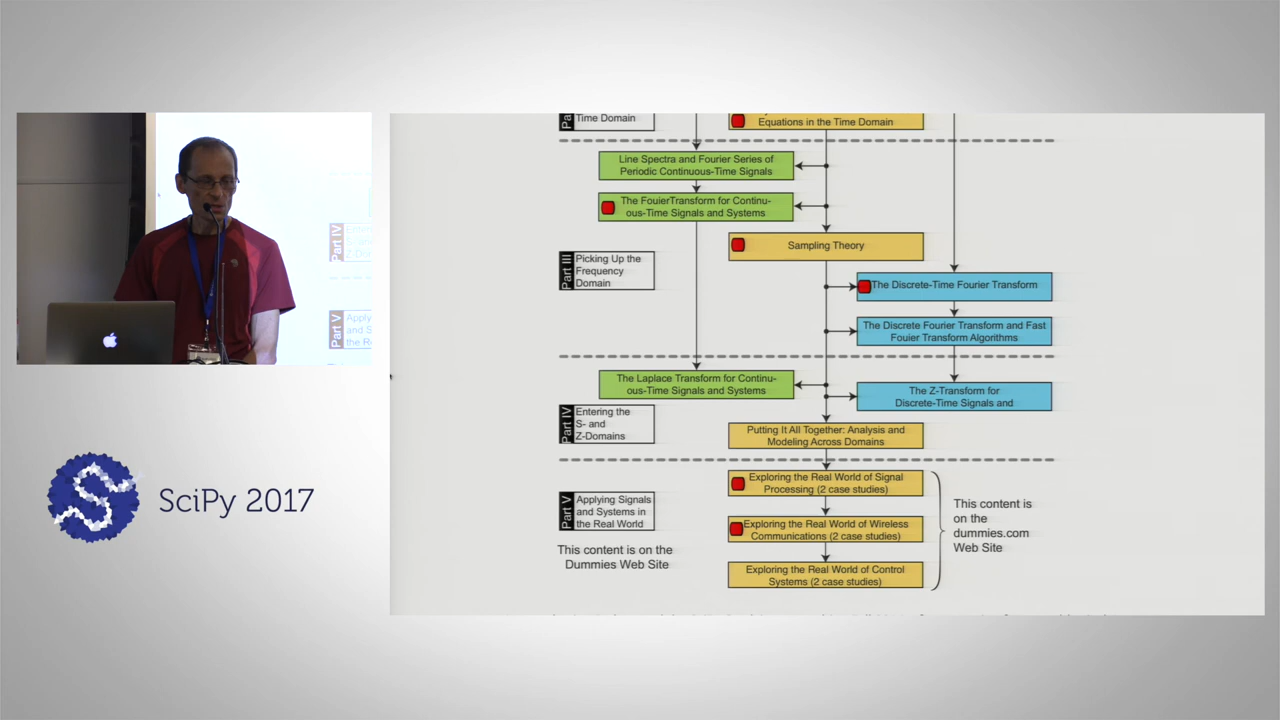 Time Domain
Equations in the Time Domain
Line Spectra and Fourier Series of
Periodic Continuous-Time Signals
The FouierTransform for Continu-
ous-Time Signals and Systems
Sampling Theory
Part III
Picking Up the
Frequency
Domain
The Discrete-Time Fourier Transform
The Discrete Fourier Transform and Fast
Fouier Transform Algorithms
The Laplace Transform for Continu-
ous-Time Signals and Systems
The Z-Transform for
Discrete-Time Signals and
Part IV
Entering the
S- and
Z-Domains
Putting It All Together: Analysis and
Modeling Across Domains
Exploring the Real World of Signal
Processing (2 case studies)
Part V
Applying Signals
and Systems in
the Real World
Exploring the Real World of Wireless
Communications (2 case studies)
This content is
on the
dummies.com
Web Site
This content is on the
Dummies Web Site
Exploring the Real World of Control
Systems (2 case studies)
Part IV
Part V
SciPy 2017